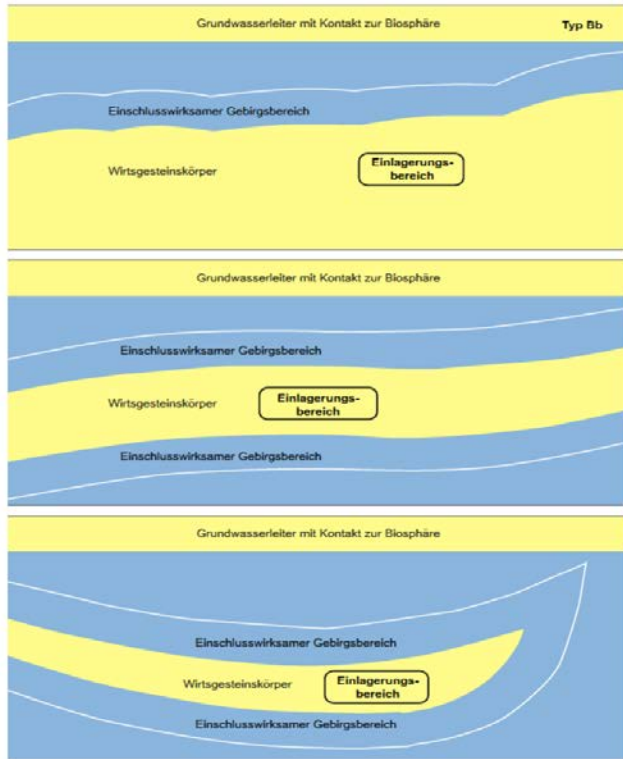 Grundwasserleiter mit Kontakt zur Biosphäre
Typ Bb
Einschlusswirksamer Gebirgsbereich
Wirtsgesteinskörper
Einlagerungs-
bereich
Grundwasserleiter mit Kontakt zur Biosphäre
Einschlusswirksamer Gebirgsbereich
Wirtsgesteinskörper
Einlagerungs-
bereich
Einschlusswirksamer Gebirgsbereich
Grundwasserleiter mit Kontakt zur Biosphäre
Einschlusswirksamer Gebirgsbereich
Wirtsgesteinskörper
Einlagerungs-
bereich
Einschlusswirksamer Gebirgsbereich